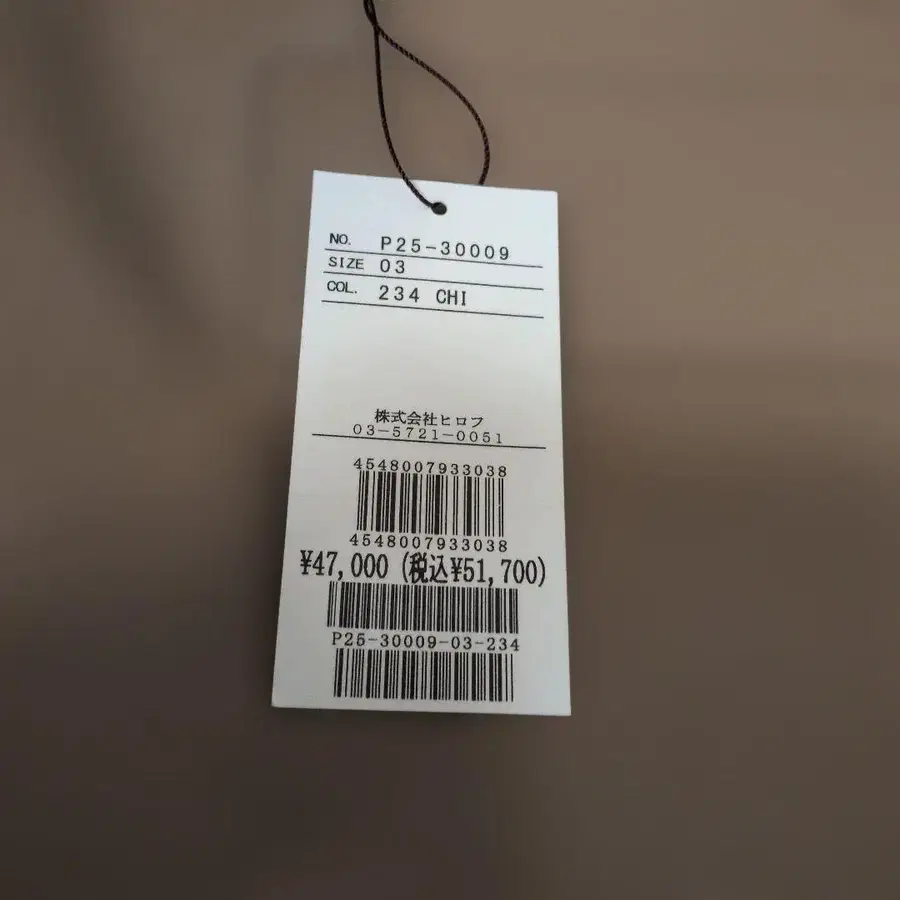 NO. P25-30009
SIZE 03
COL. 234 CHI
株式会社ヒロフ
03-5721-0051
4548007933038
4548007933038
¥47,000 (税込¥51,700)
P25-30009-03-234